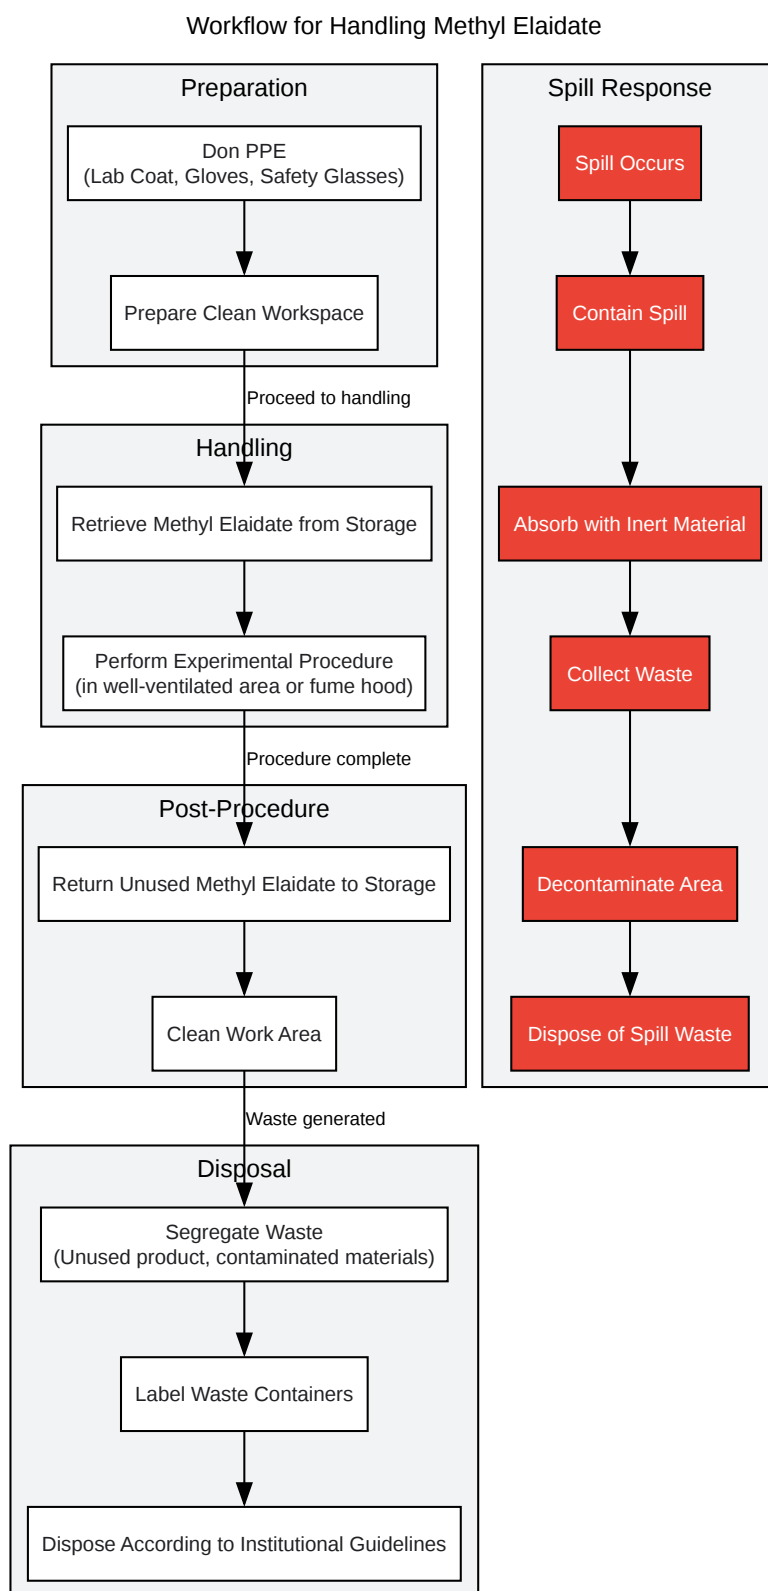 Workflow for Handling Methyl Elaidate
Preparation
Don PPE
(Lab Coat, Gloves, Safety Glasses)
Prepare Clean Workspace
Proceed to handling
Handling
Retrieve Methyl Elaidate from Storage
Perform Experimental Procedure
(in well-ventilated area or fume hood)
Procedure complete
Post-Procedure
Return Unused Methyl Elaidate to Storage
Clean Work Area
Waste generated
Disposal
Segregate Waste
(Unused product, contaminated materials)
Label Waste Containers
Dispose According to Institutional Guidelines
Spill Response
Spill Occurs
Contain Spill
Absorb with Inert Material
Collect Waste
Decontaminate Area
Dispose of Spill Waste